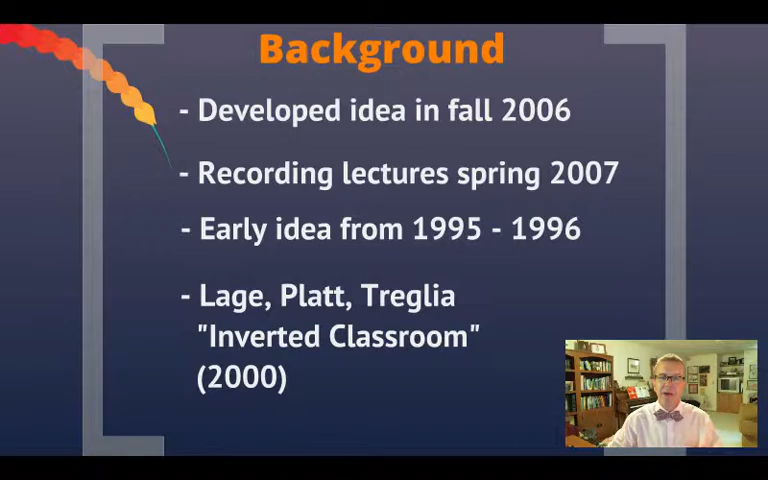 Background
- Developed idea in fall 2006
- Recording lectures spring 2007
- Early idea from 1995 - 1996
- Lage, Platt, Treglia
"Inverted Classroom"
(2000)